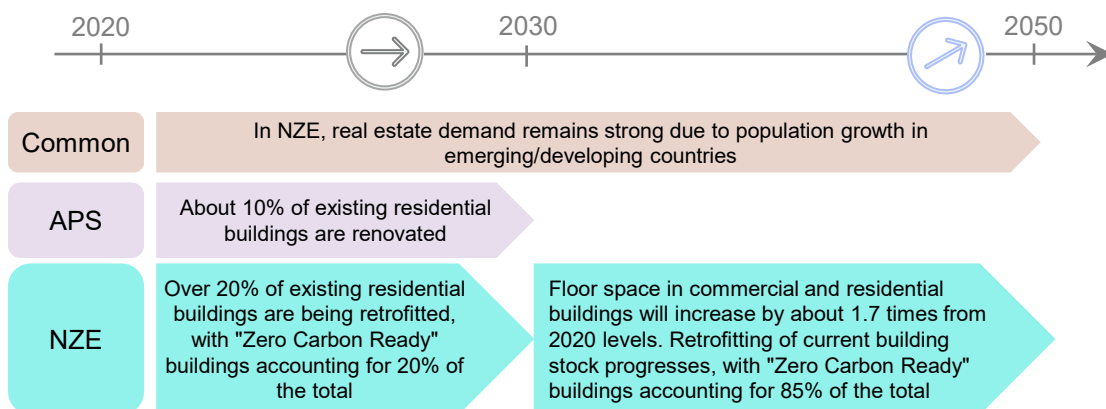 2020
2030
2050
Common
In NZE, real estate demand remains strong due to population growth in
emerging/developing countries
APS
About 10% of existing residential
buildings are renovated
NZE
Over 20% of existing residential
buildings are being retrofitted,
with "Zero Carbon Ready"
buildings accounting for 20% of
the total
Floor space in commercial and residential
buildings will increase by about 1.7 times from
2020 levels. Retrofitting of current building
stock progresses, with "Zero Carbon Ready"
buildings accounting for 85% of the total